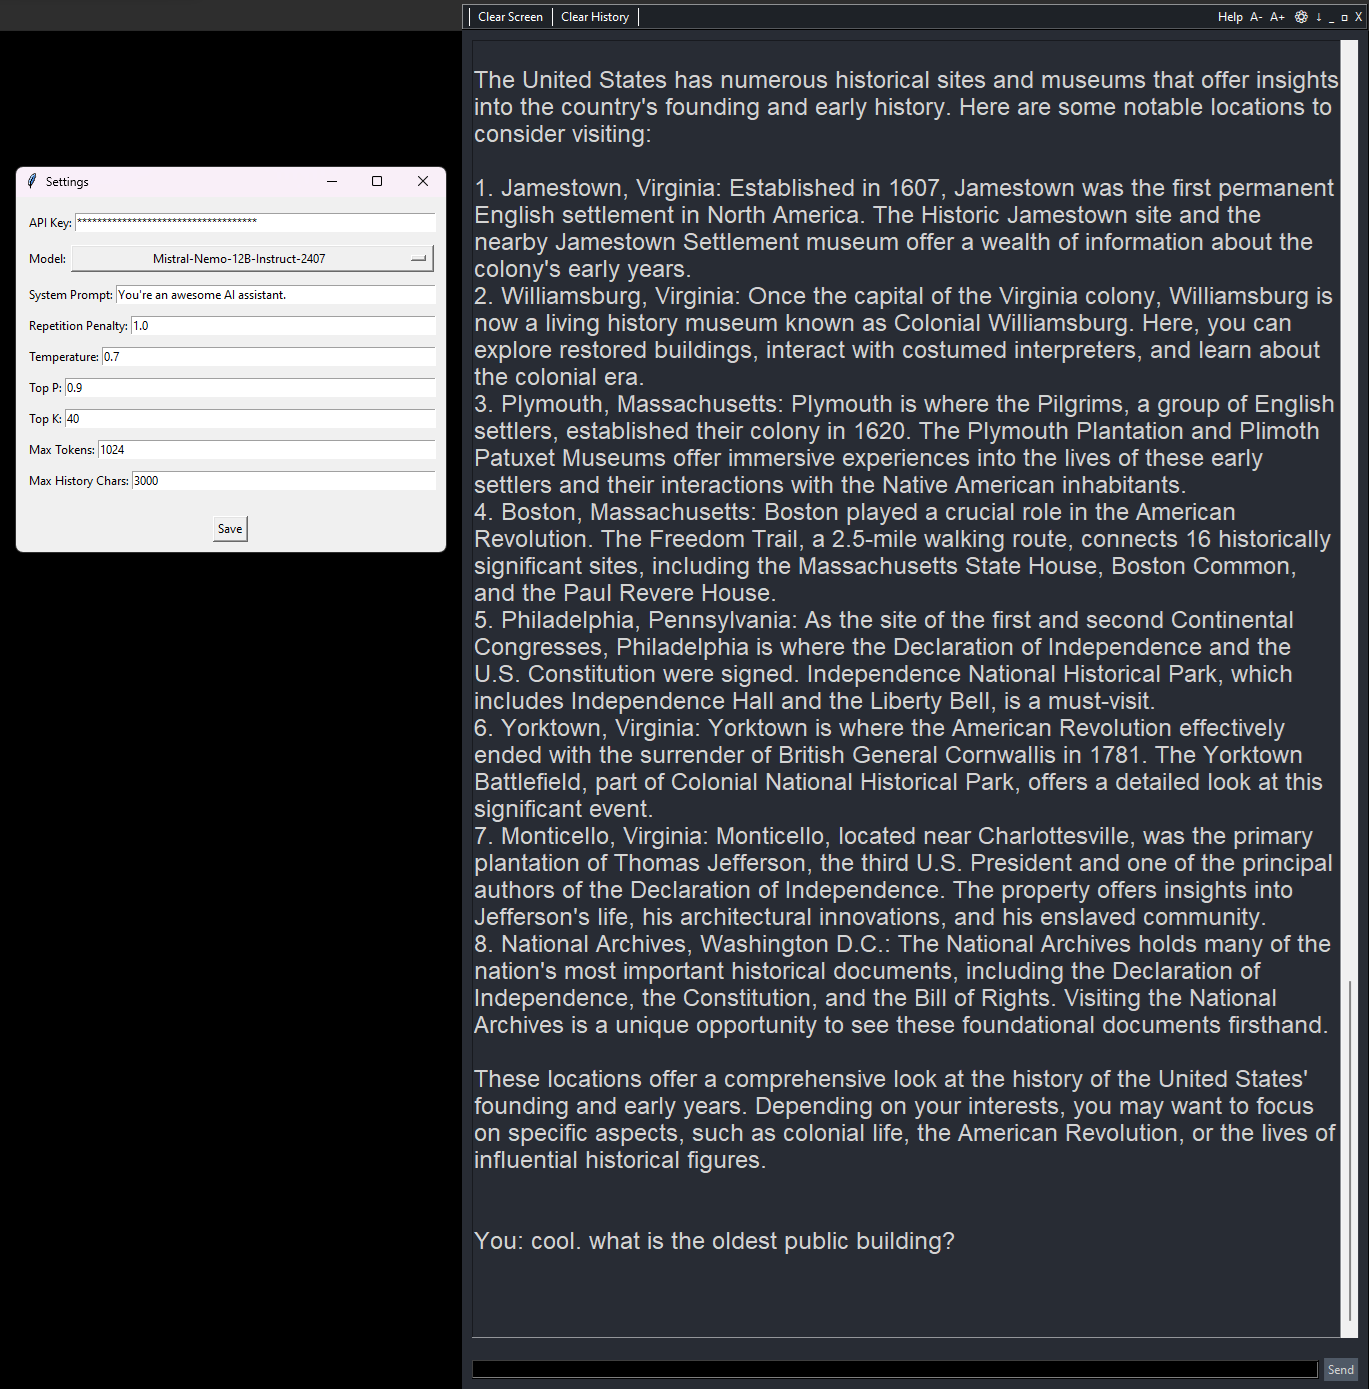 Clear Screen | Clear History | Help A- A+ ↓ _ □ X
Settings
API Key: ************************************
Model: Mistral-Nemo-12B-Instruct-2407
System Prompt: You're an awesome AI assistant.
Repetition Penalty: 1.0
Temperature: 0.7
Top P: 0.9
Top K: 40
Max Tokens: 1024
Max History Chars: 3000
Save
The United States has numerous historical sites and museums that offer insights
into the country's founding and early history. Here are some notable locations to
consider visiting:
1. Jamestown, Virginia: Established in 1607, Jamestown was the first permanent
English settlement in North America. The Historic Jamestown site and the
nearby Jamestown Settlement museum offer a wealth of information about the
colony's early years.
2. Williamsburg, Virginia: Once the capital of the Virginia colony, Williamsburg is
now a living history museum known as Colonial Williamsburg. Here, you can
explore restored buildings, interact with costumed interpreters, and learn about
the colonial era.
3. Plymouth, Massachusetts: Plymouth is where the Pilgrims, a group of English
settlers, established their colony in 1620. The Plymouth Plantation and Plimoth
Patuxet Museums offer immersive experiences into the lives of these early
settlers and their interactions with the Native American inhabitants.
4. Boston, Massachusetts: Boston played a crucial role in the American
Revolution. The Freedom Trail, a 2.5-mile walking route, connects 16 historically
significant sites, including the Massachusetts State House, Boston Common,
and the Paul Revere House.
5. Philadelphia, Pennsylvania: As the site of the first and second Continental
Congresses, Philadelphia is where the Declaration of Independence and the
U.S. Constitution were signed. Independence National Historical Park, which
includes Independence Hall and the Liberty Bell, is a must-visit.
6. Yorktown, Virginia: Yorktown is where the American Revolution effectively
ended with the surrender of British General Cornwallis in 1781. The Yorktown
Battlefield, part of Colonial National Historical Park, offers a detailed look at this
significant event.
7. Monticello, Virginia: Monticello, located near Charlottesville, was the primary
plantation of Thomas Jefferson, the third U.S. President and one of the principal
authors of the Declaration of Independence. The property offers insights into
Jefferson's life, his architectural innovations, and his enslaved community.
8. National Archives, Washington D.C.: The National Archives holds many of the
nation's most important historical documents, including the Declaration of
Independence, the Constitution, and the Bill of Rights. Visiting the National
Archives is a unique opportunity to see these foundational documents firsthand.
These locations offer a comprehensive look at the history of the United States'
founding and early years. Depending on your interests, you may want to focus
on specific aspects, such as colonial life, the American Revolution, or the lives of
influential historical figures.
You: cool. what is the oldest public building?
Send